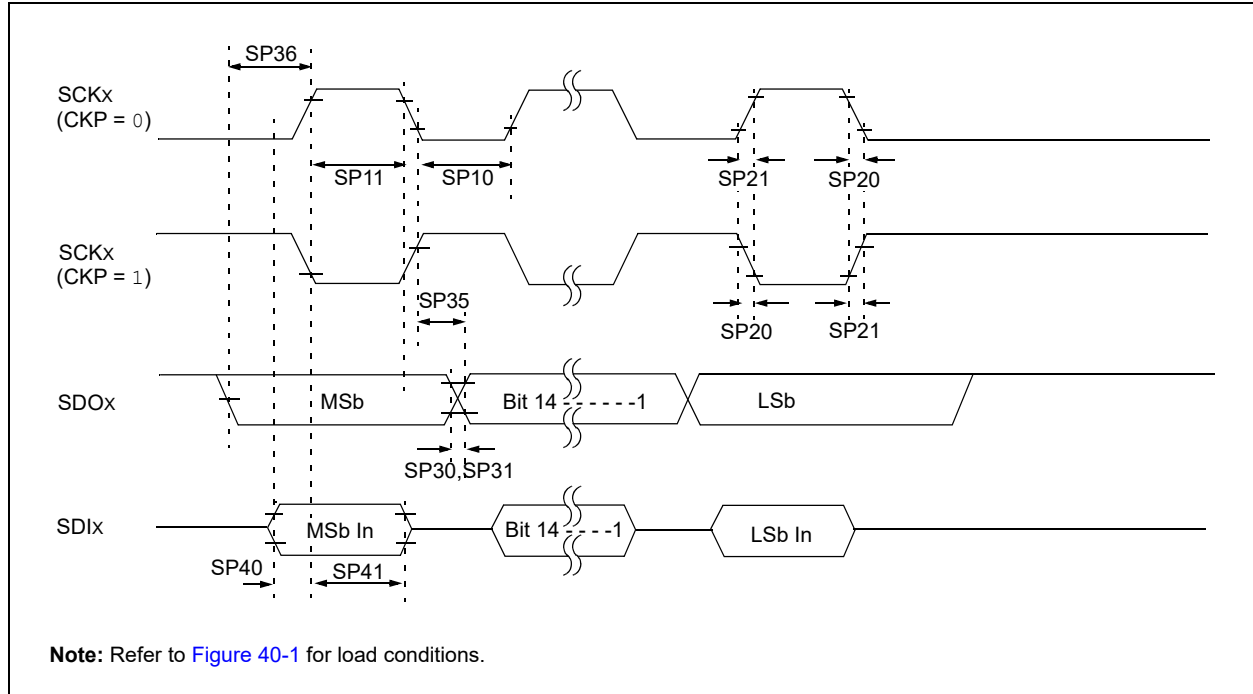 SP36
SCKx
(CKP = 0)
SP11
SP10
SP21
SP20
SCKx
(CKP = 1)
SP35
SP20
SP21
SDOx
MSb
Bit 14 - - - - - -1
LSb
SP30,SP31
SDIx
MSb In
Bit 14 - - - -1
LSb In
SP40
SP41
Note: Refer to Figure 40-1 for load conditions.